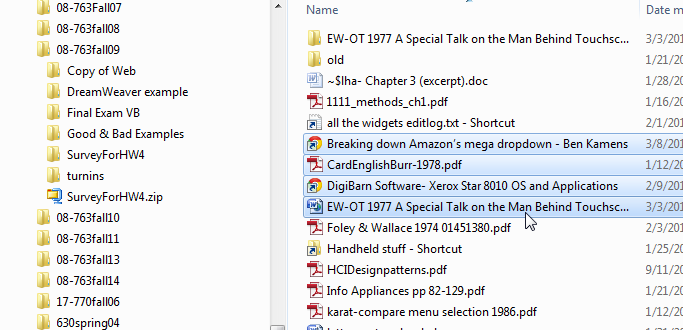 08-763Fall07
08-763fall08
08-763fall09
Copy of Web
DreamWeaver example
Final Exam VB
Good & Bad Examples
SurveyForHW4
turnins
SurveyForHW4.zip
08-763fall10
08-763fall11
08-763fall13
08-763fall14
17-770fall06
630spring04
Name Date m
EW-OT 1977 A Special Talk on the Man Behind Touchsc... 3/3/201
old 1/21/20
~$lha- Chapter 3 (excerpt).doc 1/28/20
1111_methods_ch1.pdf 1/16/20
all the widgets editlog.txt - Shortcut 2/1/201
Breaking down Amazon's mega dropdown - Ben Kamens 3/8/201
CardEnglishBurr-1978.pdf 1/12/20
DigiBarn Software- Xerox Star 8010 OS and Applications 2/9/201
EW-OT 1977 A Special Talk on the Man Behind Touchsc... 3/3/201
Foley & Wallace 1974 01451380.pdf 2/3/201
Handheld stuff - Shortcut 1/25/20
HCIDesignpatterns.pdf 9/11/20
Info Appliances pp 82-129.pdf 1/21/20
karat-compare menu selection 1986.pdf 1/12/20